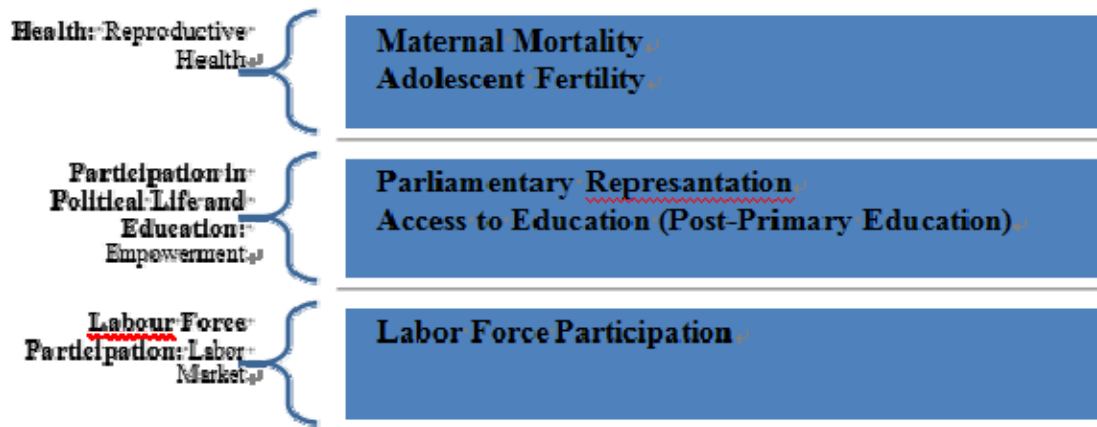 Health: Reproductive
Health
Maternal Mortality
Adolescent Fertility
Participation in
Political Life and
Education:
Empowerment
Parliamentary Represantation
Access to Education (Post-Primary Education)
Labour Force
Participation: Labor
Market
Labor Force Participation